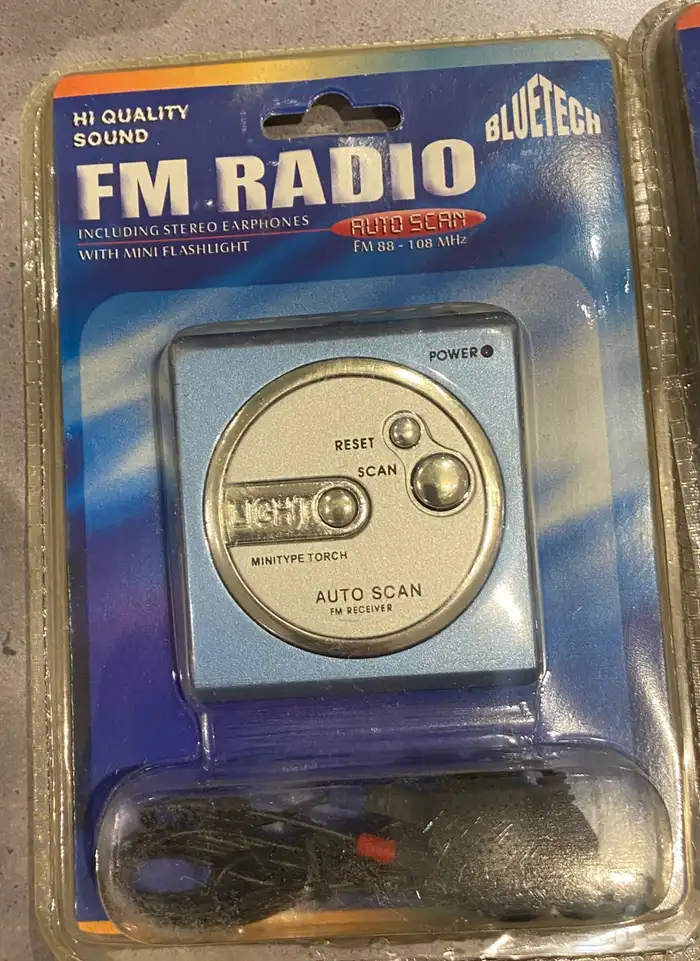 HI QUALITY
SOUND
BLUETECH
FM RADIO
INCLUDING STEREO EARPHONES
WITH MINI FLASHLIGHT
AUTO SCAN
FM 88 - 108 MHz
POWER
RESET
SCAN
LIGHT
MINITYPE TORCH
AUTO SCAN
FM RECEIVER